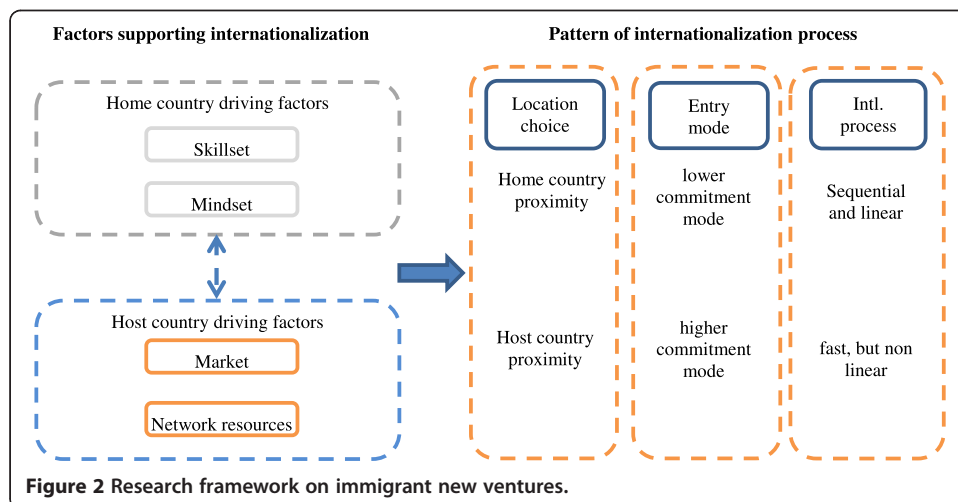 Factors supporting internationalization
Home country driving factors
Skillset
Mindset
Host country driving factors
Market
Network resources
Pattern of internationalization process
Location
choice
Home country
proximity
Host country
proximity
Entry
mode
lower
commitment
mode
higher
commitment
mode
Intl.
process
Sequential
and linear
fast, but non
linear
Figure 2 Research framework on immigrant new ventures.